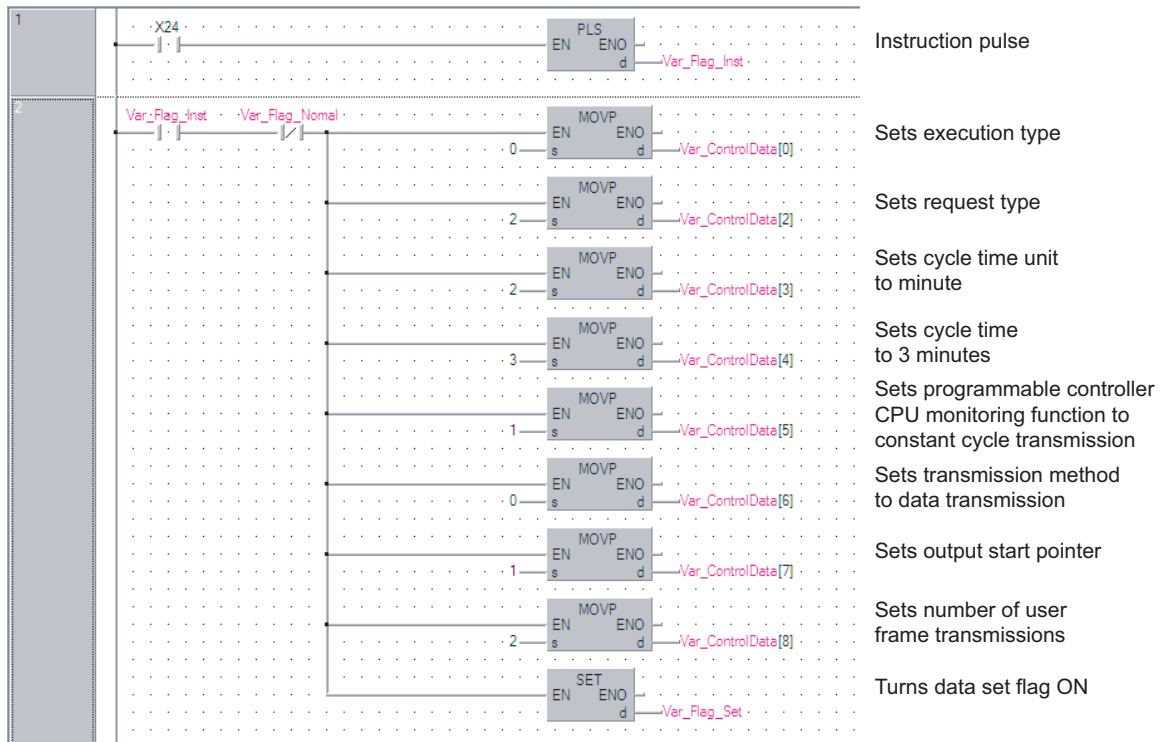 1
X24
PLS
EN ENO
d
Var_Flag_Inst
Instruction pulse
2
Var_Flag_Inst Var_Flag_Nomal
MOVP
EN ENO
0 s d Var_ControlData[0]
Sets execution type
MOVP
EN ENO
2 s d Var_ControlData[2]
Sets request type
MOVP
EN ENO
2 s d Var_ControlData[3]
Sets cycle time unit
to minute
MOVP
EN ENO
3 s d Var_ControlData[4]
Sets cycle time
to 3 minutes
MOVP
EN ENO
1 s d Var_ControlData[5]
Sets programmable controller
CPU monitoring function to
constant cycle transmission
MOVP
EN ENO
0 s d Var_ControlData[6]
Sets transmission method
to data transmission
MOVP
EN ENO
1 s d Var_ControlData[7]
Sets output start pointer
MOVP
EN ENO
2 s d Var_ControlData[8]
Sets number of user
frame transmissions
SET
EN ENO
d Var_Flag_Set
Turns data set flag ON